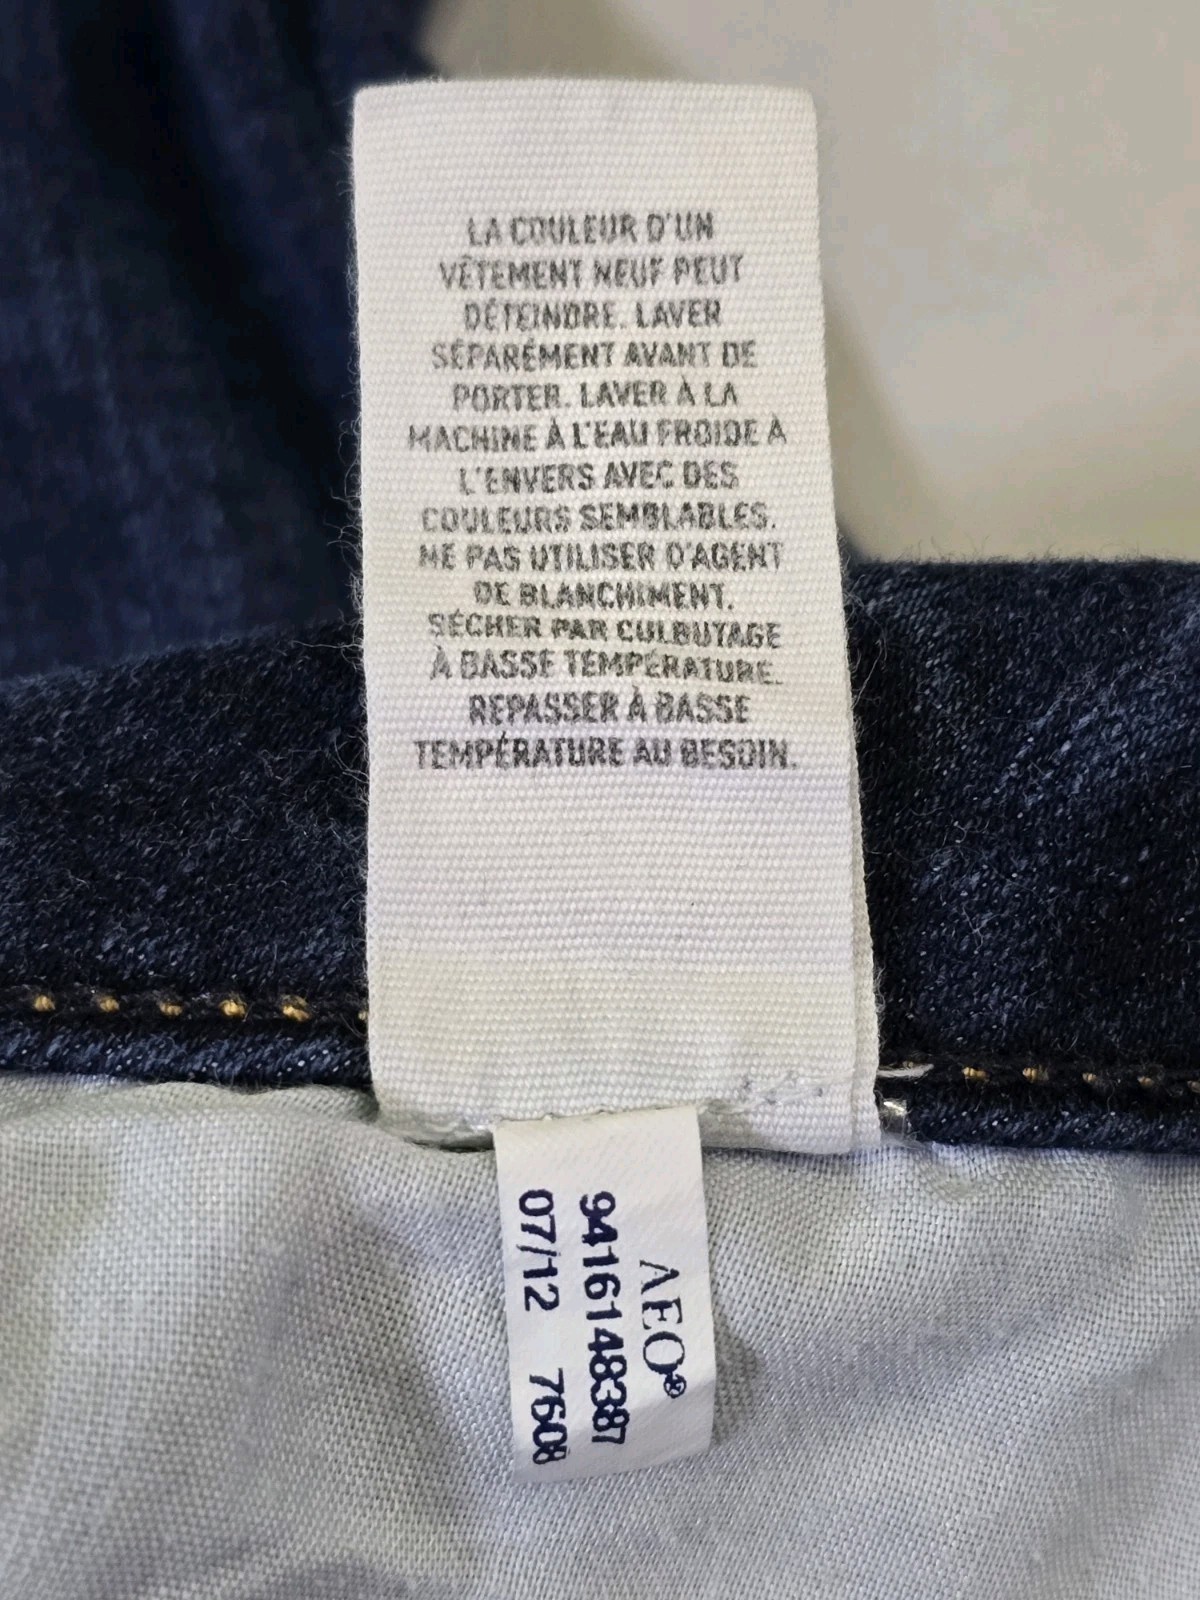 LA COULEUR D'UN
VÊTEMENT NEUF PEUT
DÉTEINDRE. LAVER
SÉPARÉMENT AVANT DE
PORTER. LAVER À LA
MACHINE À L'EAU FROIDE À
L'ENVERS AVEC DES
COULEURS SEMBLABLES.
NE PAS UTILISER D'AGENT
DE BLANCHIMENT.
SÉCHER PAR CULBUTAGE
À BASSE TEMPÉRATURE.
REPASSER À BASSE
TEMPÉRATURE AU BESOIN.
AEO®
9416148387
07/12 7608